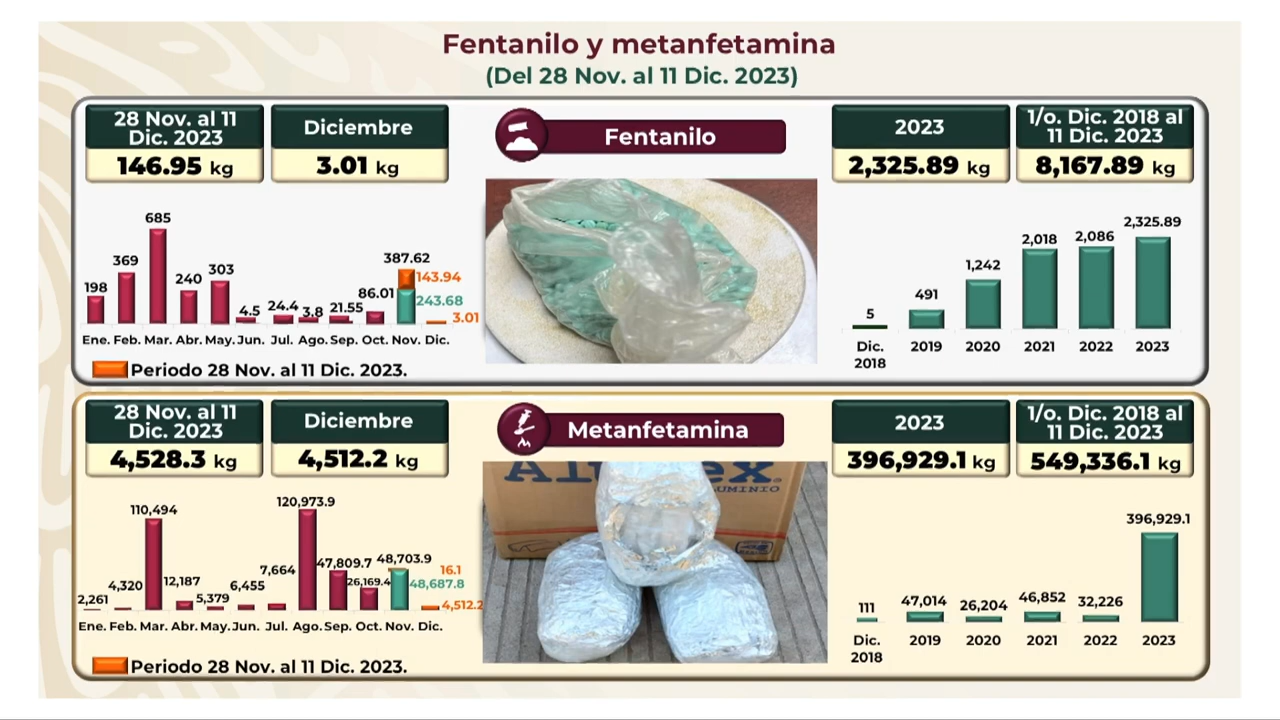 Fentanilo y metanfetamina
(Del 28 Nov. al 11 Dic. 2023)
28 Nov. al 11
Dic. 2023
146.95 kg
Diciembre
3.01 kg
Fentanilo
2023
2,325.89 kg
1/o. Dic. 2018 al
11 Dic. 2023
8,167.89 kg
198
369
685
240
303
4.5
24.4
3.8
21.55
86.01
387.62
143.94
243.68
3.01
Ene. Feb. Mar. Abr. May. Jun. Jul. Ago. Sep. Oct. Nov. Dic.
Periodo 28 Nov. al 11 Dic. 2023.
5
491
1,242
2,018
2,086
2,325.89
Dic.
2018
2019
2020
2021
2022
2023
28 Nov. al 11
Dic. 2023
4,528.3 kg
Diciembre
4,512.2 kg
Metanfetamina
2023
396,929.1 kg
1/o. Dic. 2018 al
11 Dic. 2023
549,336.1 kg
2,261
4,320
110,494
12,187
5,379
6,455
7,664
120,973.9
47,809.7
26,169.4
48,703.9
16.1
48,687.8
4,512.2
Ene. Feb. Mar. Abr. May. Jun. Jul. Ago. Sep. Oct. Nov. Dic.
Periodo 28 Nov. al 11 Dic. 2023.
111
47,014
26,204
46,852
32,226
396,929.1
Dic.
2018
2019
2020
2021
2022
2023